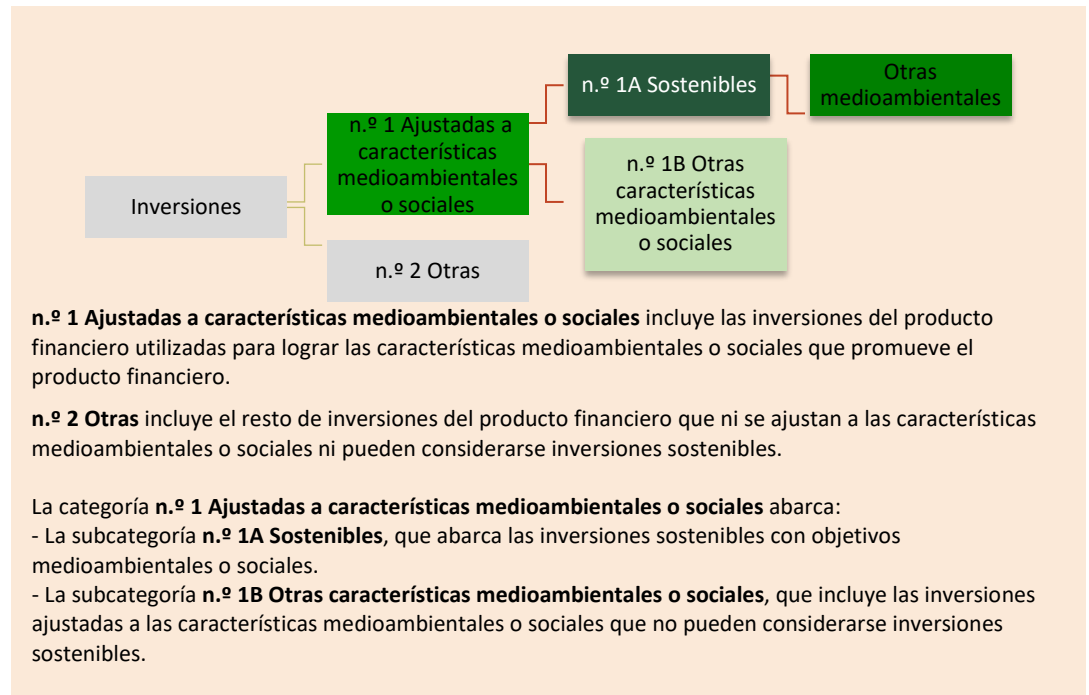 n.º 1A Sostenibles
Otras
medioambientales
n.º 1 Ajustadas a
características
medioambientales
o sociales
n.º 1B Otras
características
medioambientales
o sociales
Inversiones
n.º 2 Otras
n.º 1 Ajustadas a características medioambientales o sociales incluye las inversiones del producto
financiero utilizadas para lograr las características medioambientales o sociales que promueve el
producto financiero.
n.º 2 Otras incluye el resto de inversiones del producto financiero que ni se ajustan a las características
medioambientales o sociales ni pueden considerarse inversiones sostenibles.
La categoría n.º 1 Ajustadas a características medioambientales o sociales abarca:
- La subcategoría n.º 1A Sostenibles, que abarca las inversiones sostenibles con objetivos
medioambientales o sociales.
- La subcategoría n.º 1B Otras características medioambientales o sociales, que incluye las inversiones
ajustadas a las características medioambientales o sociales que no pueden considerarse inversiones
sostenibles.